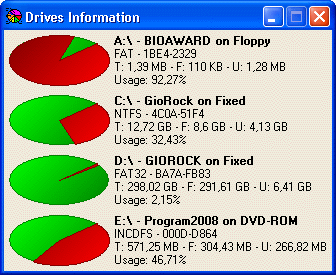 Drives Information
A:\ - BIOAWARD on Floppy
FAT - 1BE4-2329
T: 1,39 MB - F: 110 KB - U: 1,28 MB
Usage: 92,27%
C:\ - GioRock on Fixed
NTFS - 4C0A-51F4
T: 12,72 GB - F: 8,6 GB - U: 4,13 GB
Usage: 32,43%
D:\ - GIOROCK on Fixed
FAT32 - BA7A-FB83
T: 298,02 GB - F: 291,61 GB - U: 6,41 GB
Usage: 2,15%
E:\ - Program2008 on DVD-ROM
INCDFS - 000D-D864
T: 571,25 MB - F: 304,43 MB - U: 266,82 MB
Usage: 46,71%